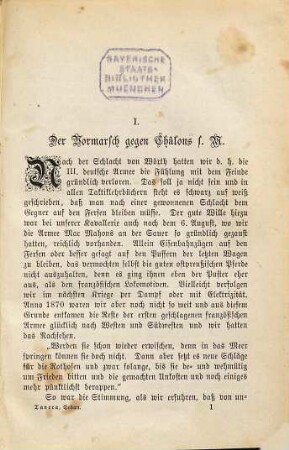 BAYERISCHE
STAATS-
BIBLIOTHEK
MUENCHEN
I.
Der Vormarsch gegen Châlons s. M.
Nach der Schlacht von Wörth hatten wir d. h. die
III. deutsche Armee die Fühlung mit dem Feinde
gründlich verloren. Das soll ja nicht sein und in
allen Taktiklehrbüchern steht es schwarz auf weiß
geschrieben, daß man nach einer gewonnenen Schlacht dem
Gegner auf den Fersen bleiben müsse. Der gute Wille hiezu
war bei unserer Kavallerie auch nach dem 6. August, wo wir
die Armee Mac Mahons an der Sauer so gründlich gepaust
hatten, reichlich vorhanden. Allein Eisenbahnzügen auf den
Fersen oder besser gesagt auf den Puffern der letzten Wagen
zu bleiben, das vermochten selbst die guten ostpreußischen Pferde
nicht auszuhalten, denn es ging ihnen eben der Puster eher
aus, als den französischen Lokomotiven. Vielleicht verfolgen
wir im nächsten Kriege per Dampf oder mit Elektrizität.
Anno 1870 waren wir aber noch nicht so weit und aus diesem
Grunde entkamen die Reste der ersten geschlagenen französischen
Armee glücklich nach Westen und Südwesten und wir hatten
das Nachsehen.
„Werden sie schon wieder erwischen, denn in das Meer
springen können sie doch nicht. Dann aber setzt es neue Schläge
für die Rothosen und zwar solange, bis sie de- und wehmütig
um Frieden bitten und die gemachten Unkosten und noch einiges
mehr pünktlichst berappen.“
So war die Stimmung, als wir erfuhren, daß von un-
Tanera, 1